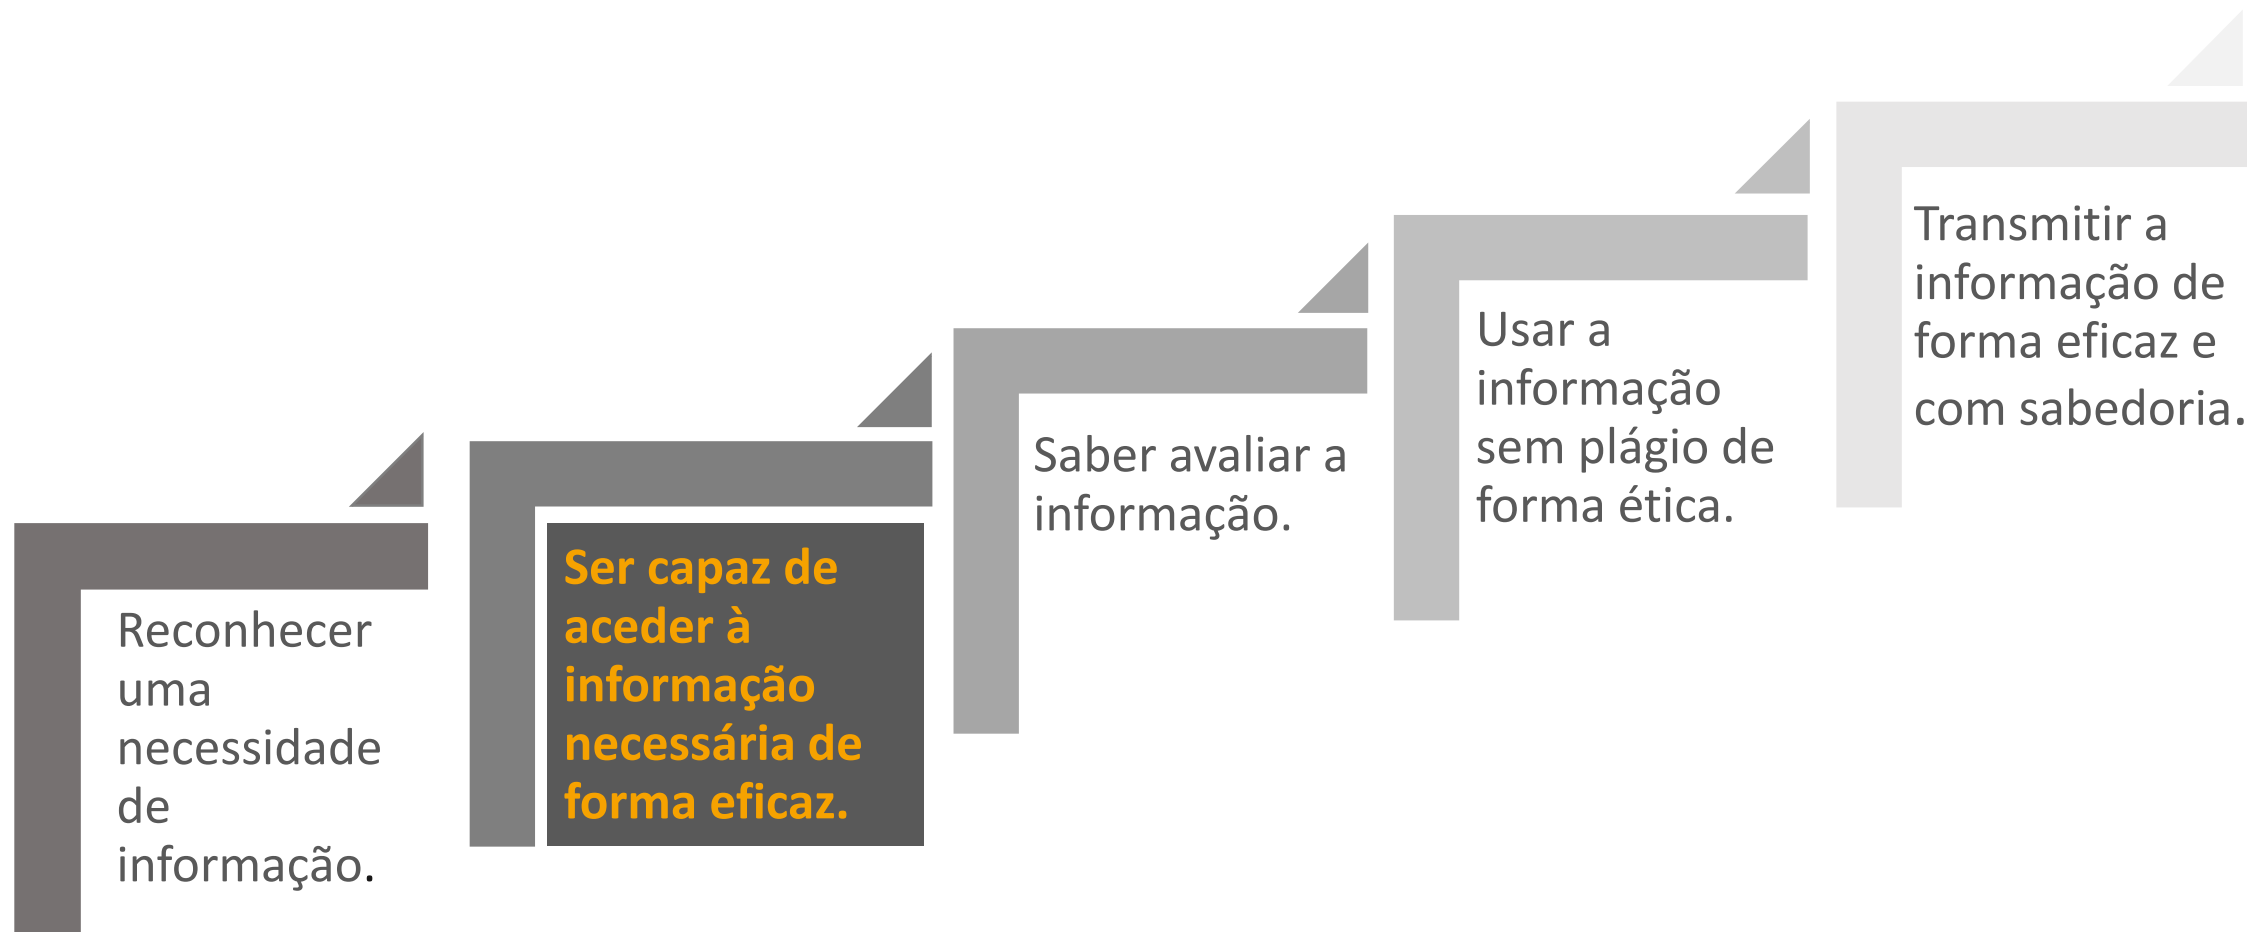 Reconhecer
uma
necessidade
de
informação.
Ser capaz de
aceder à
informação
necessária de
forma eficaz.
Saber avaliar a
informação.
Usar a
informação
sem plágio de
forma ética.
Transmitir a
informação de
forma eficaz e
com sabedoria.